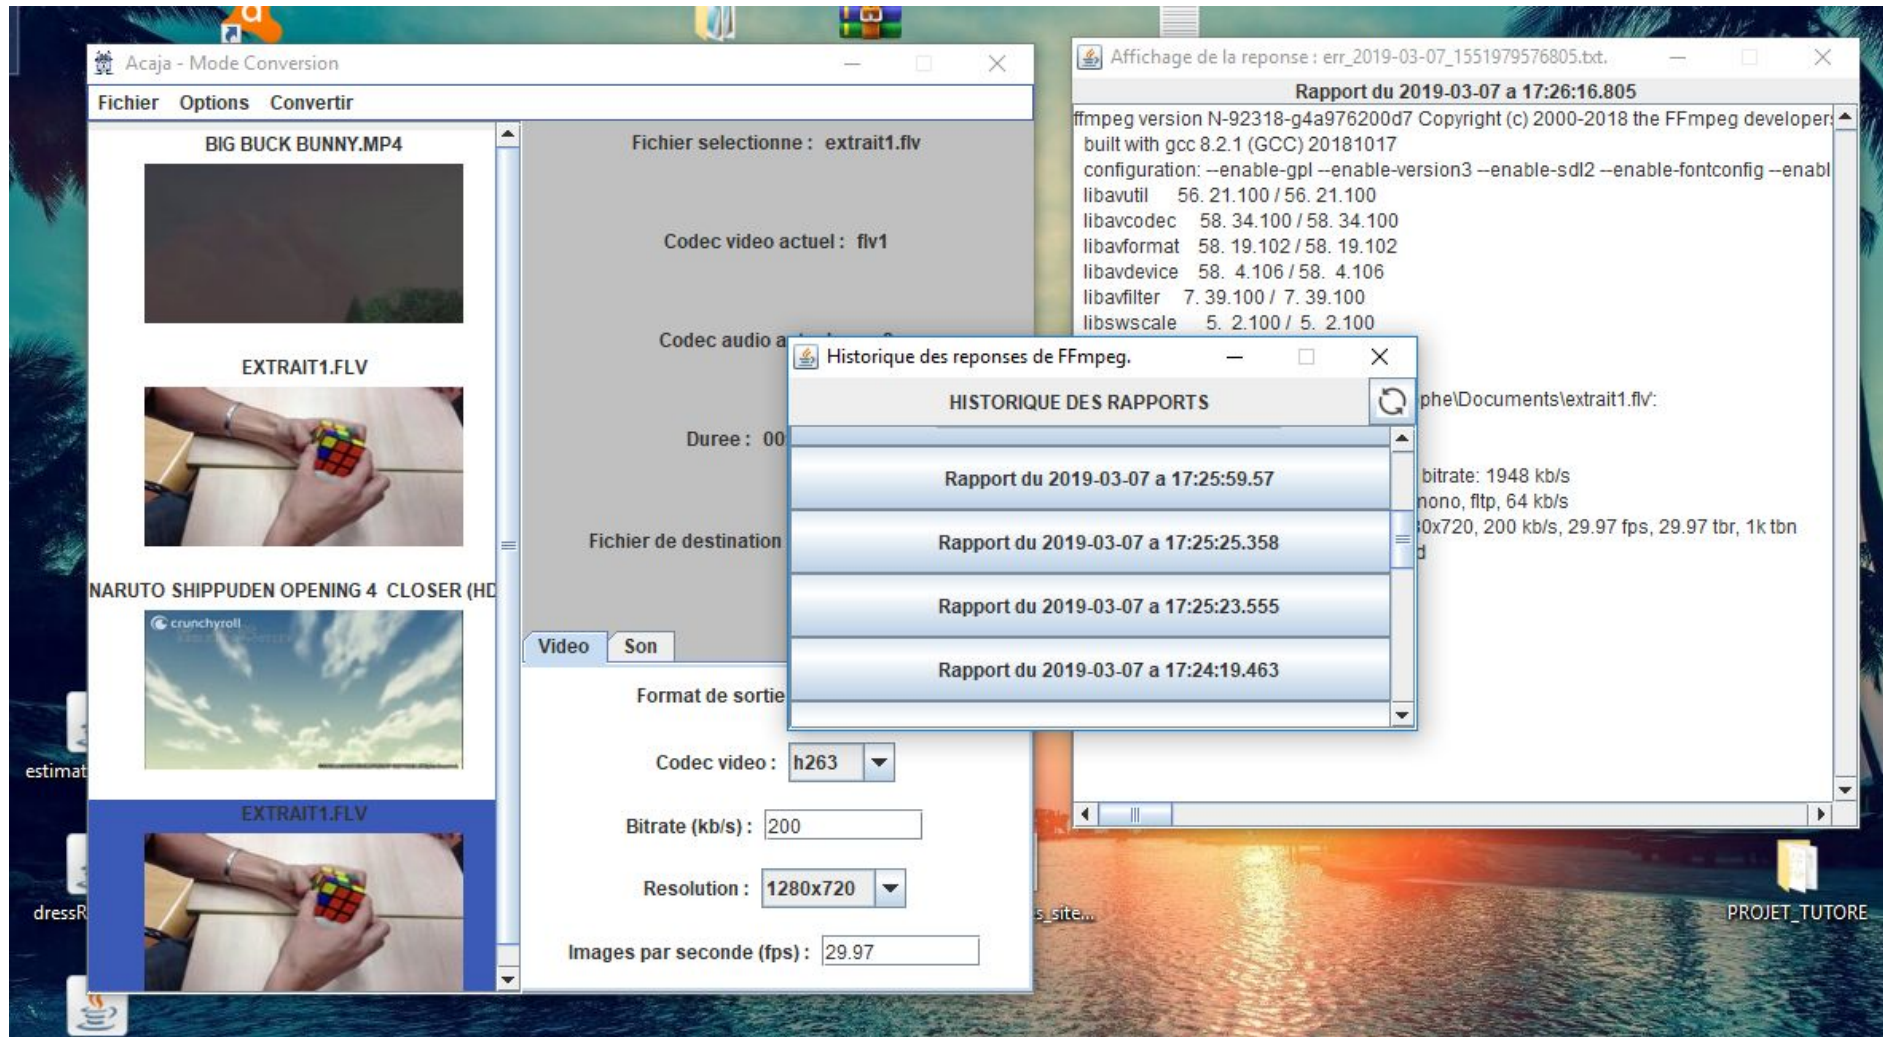 Acaja - Mode Conversion
Fichier Options Convertir
BIG BUCK BUNNY.MP4
EXTRAIT1.FLV
NARUTO SHIPPUDEN OPENING 4 CLOSER (HD
crunchyroll
EXTRAIT1.FLV
Fichier selectionne : extrait1.flv
Codec video actuel : flv1
Codec audio
Duree : 00
Fichier de destination
Video Son
Format de sortie
Codec video : h263
Bitrate (kb/s) : 200
Resolution : 1280x720
Images par seconde (fps) : 29.97
Historique des reponses de FFmpeg.
HISTORIQUE DES RAPPORTS
Rapport du 2019-03-07 a 17:25:59.57
Rapport du 2019-03-07 a 17:25:25.358
Rapport du 2019-03-07 a 17:25:23.555
Rapport du 2019-03-07 a 17:24:19.463
Affichage de la reponse : err_2019-03-07_1551979576805.txt.
Rapport du 2019-03-07 a 17:26:16.805
ffmpeg version N-92318-g4a976200d7 Copyright (c) 2000-2018 the FFmpeg developers
built with gcc 8.2.1 (GCC) 20181017
configuration: --enable-gpl --enable-version3 --enable-sdl2 --enable-fontconfig --enabl
libavutil 56. 21.100 / 56. 21.100
libavcodec 58. 34.100 / 58. 34.100
libavformat 58. 19.102 / 58. 19.102
libavdevice 58. 4.106 / 58. 4.106
libavfilter 7. 39.100 / 7. 39.100
libswscale 5. 2.100 / 5. 2.100
phe\Documents\extrait1.flv':
bitrate: 1948 kb/s
mono, fltp, 64 kb/s
0x720, 200 kb/s, 29.97 fps, 29.97 tbr, 1k tbn
estimat
dressR
s_site...
PROJET_TUTORE